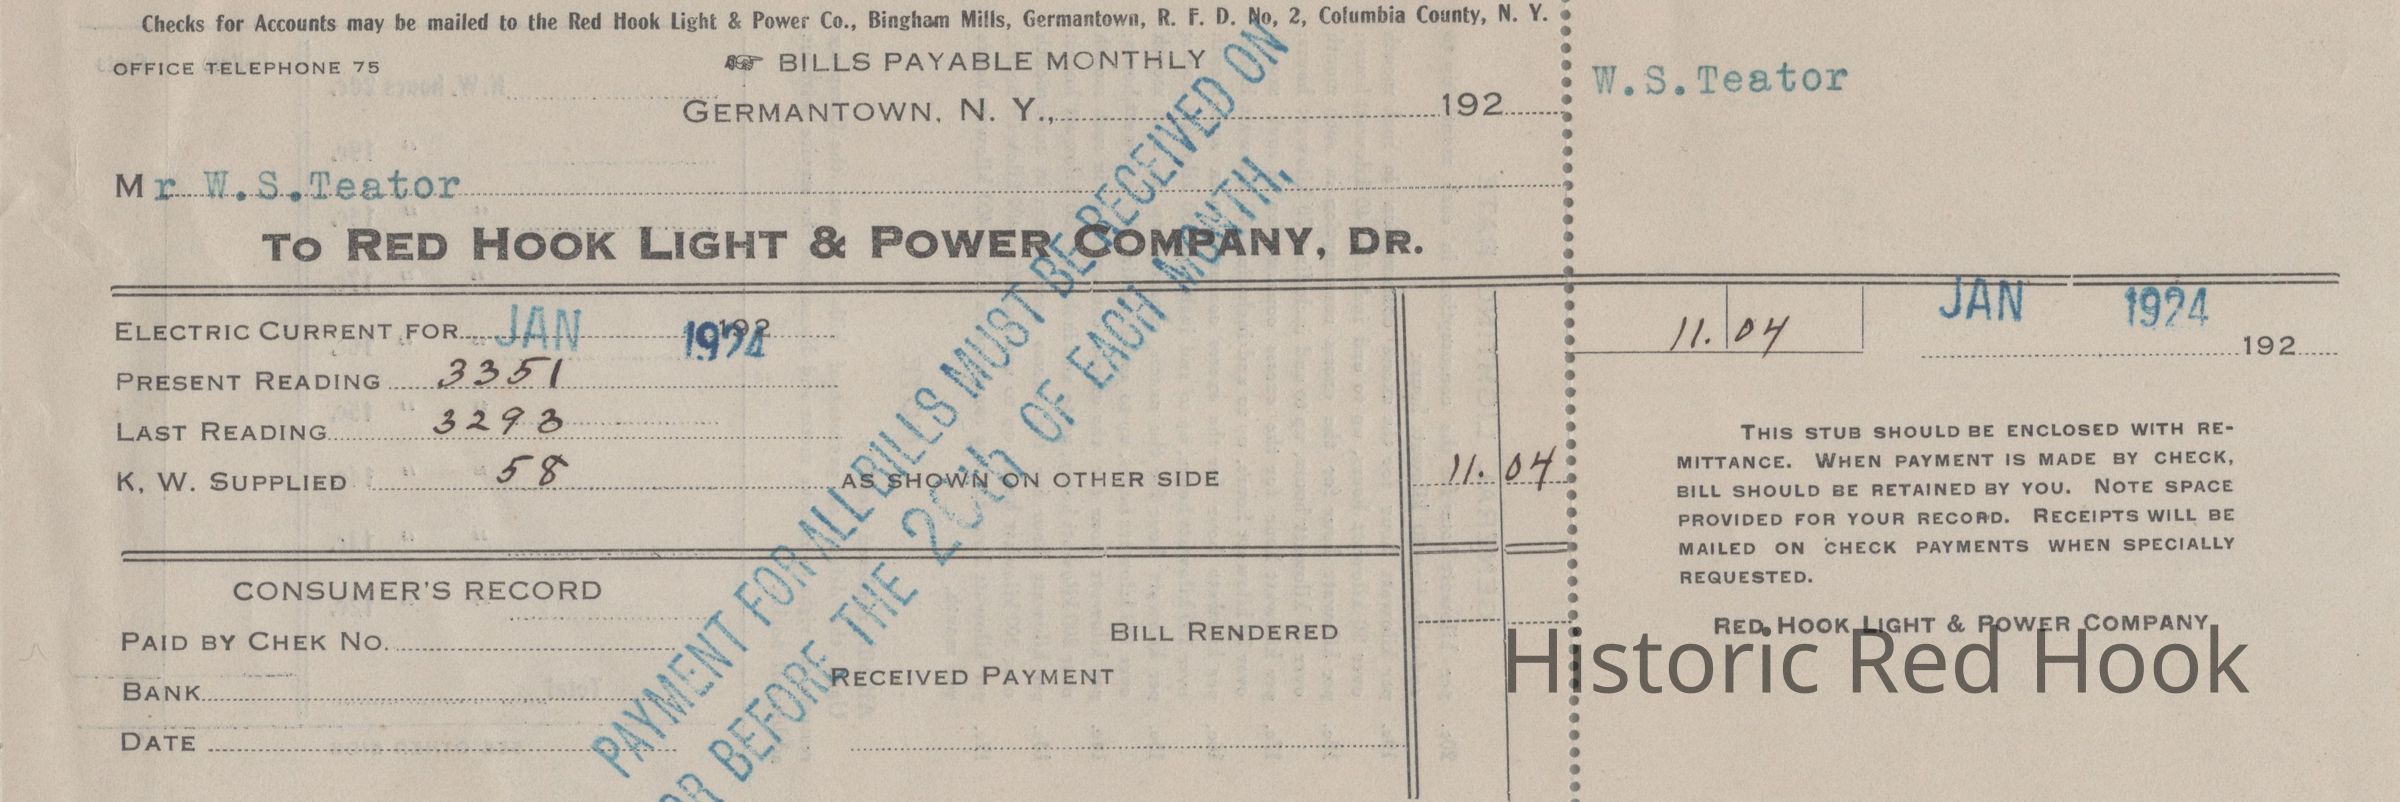 Checks for Accounts may be mailed to the Red Hook Light & Power Co., Bingham Mills, Germantown, R. F. D. No, 2, Columbia County, N. Y.
OFFICE TELEPHONE 75
☞ BILLS PAYABLE MONTHLY
GERMANTOWN, N. Y., 192
Mr W.S.Teator
TO RED HOOK LIGHT & POWER COMPANY, DR.
ELECTRIC CURRENT FOR JAN 192 1924
PRESENT READING 3351
LAST READING 3293
K. W. SUPPLIED 58 AS SHOWN ON OTHER SIDE 11.04
CONSUMER'S RECORD
PAID BY CHEK NO.
BANK
DATE
BILL RENDERED
RECEIVED PAYMENT
PAYMENT FOR ALL BILLS MUST BE RECEIVED ON
OR BEFORE THE 20th OF EACH MONTH.
W.S.Teator
11.04
JAN 1924
192
THIS STUB SHOULD BE ENCLOSED WITH RE-
MITTANCE. WHEN PAYMENT IS MADE BY CHECK,
BILL SHOULD BE RETAINED BY YOU. NOTE SPACE
PROVIDED FOR YOUR RECORD. RECEIPTS WILL BE
MAILED ON CHECK PAYMENTS WHEN SPECIALLY
REQUESTED.
RED HOOK LIGHT & POWER COMPANY
Historic Red Hook